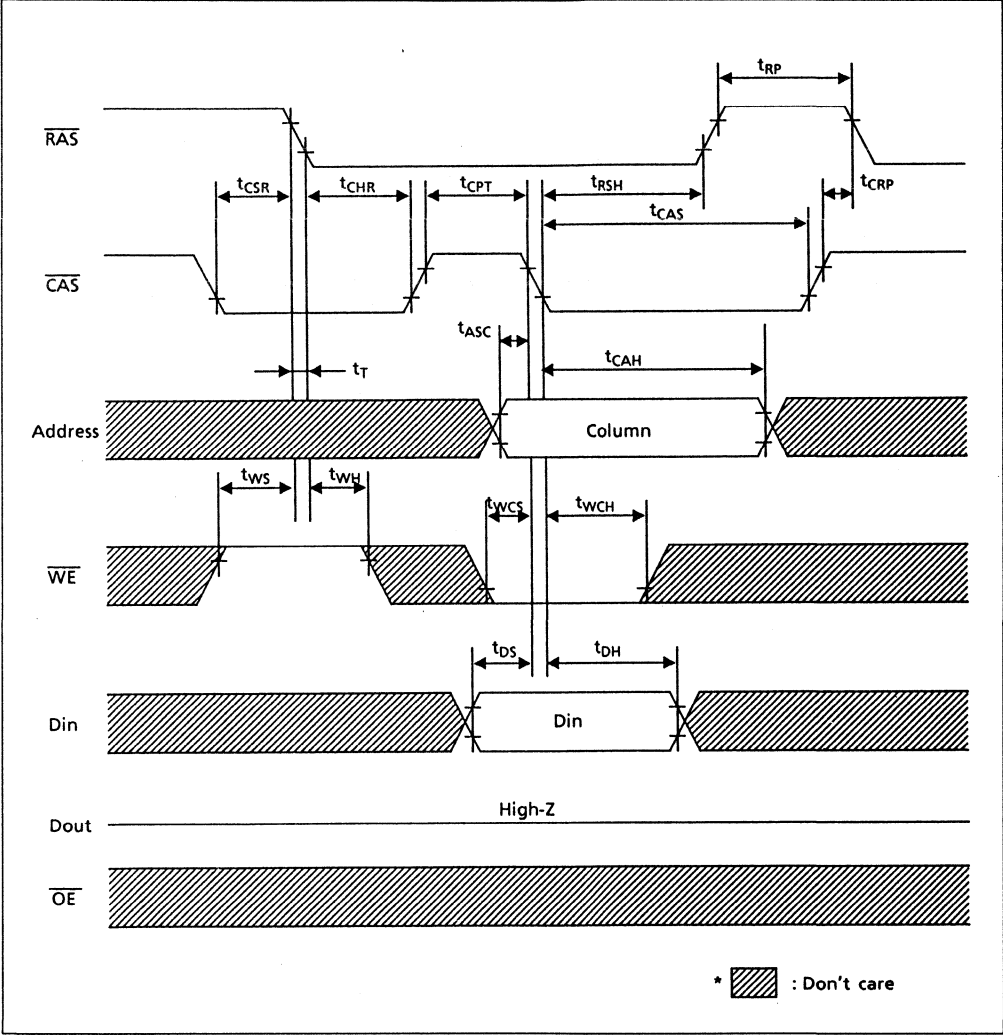 tRP
RAS
tCSR
tCHR
tCPT
tRSH
tCRP
tCAS
CAS
tASC
tCAH
tT
Address
Column
tWS
tWH
tWCS
tWCH
WE
tDS
tDH
Din
Din
High-Z
Dout
OE
* : Don't care